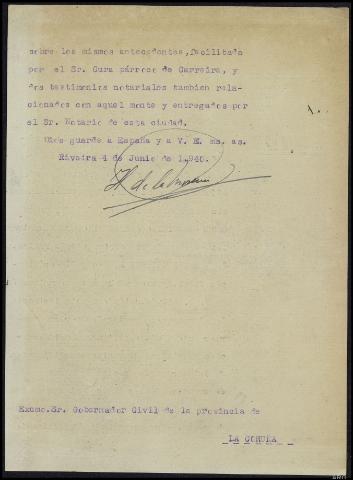 sobre los mismos antecedentes, facilitado
por el Sr. Cura párroco de Carreira, y
dos testimonios notariales tambien rela-
cionados con aquel monte y entregados por
el Sr. Notario de esta ciudad.
Dios guarde a España y a V. E. ms. as.
Riveira 4 de Junio de 1.940.
Excmo. Sr. Gobernador Civil de la provincia de
LA CORUÑA